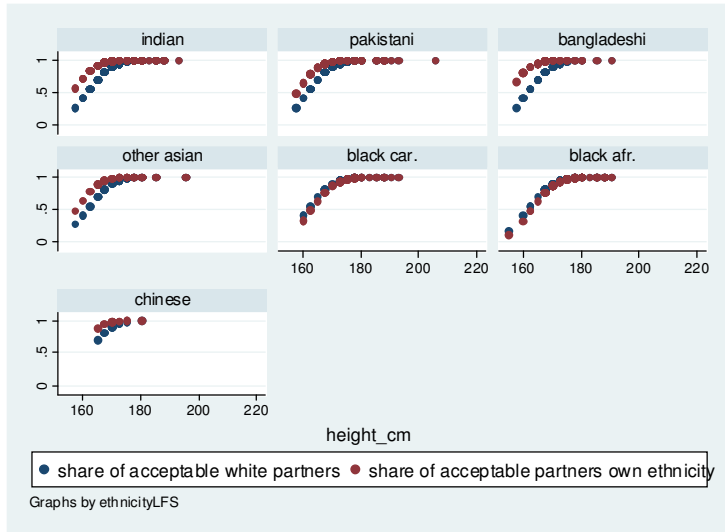 indian pakistani bangladeshi
1
.5
0
other asian black car. black afr.
1
.5
0
160 180 200 220 160 180 200 220
chinese
1
.5
0
160 180 200 220
height_cm
share of acceptable white partners share of acceptable partners own ethnicity
Graphs by ethnicityLFS